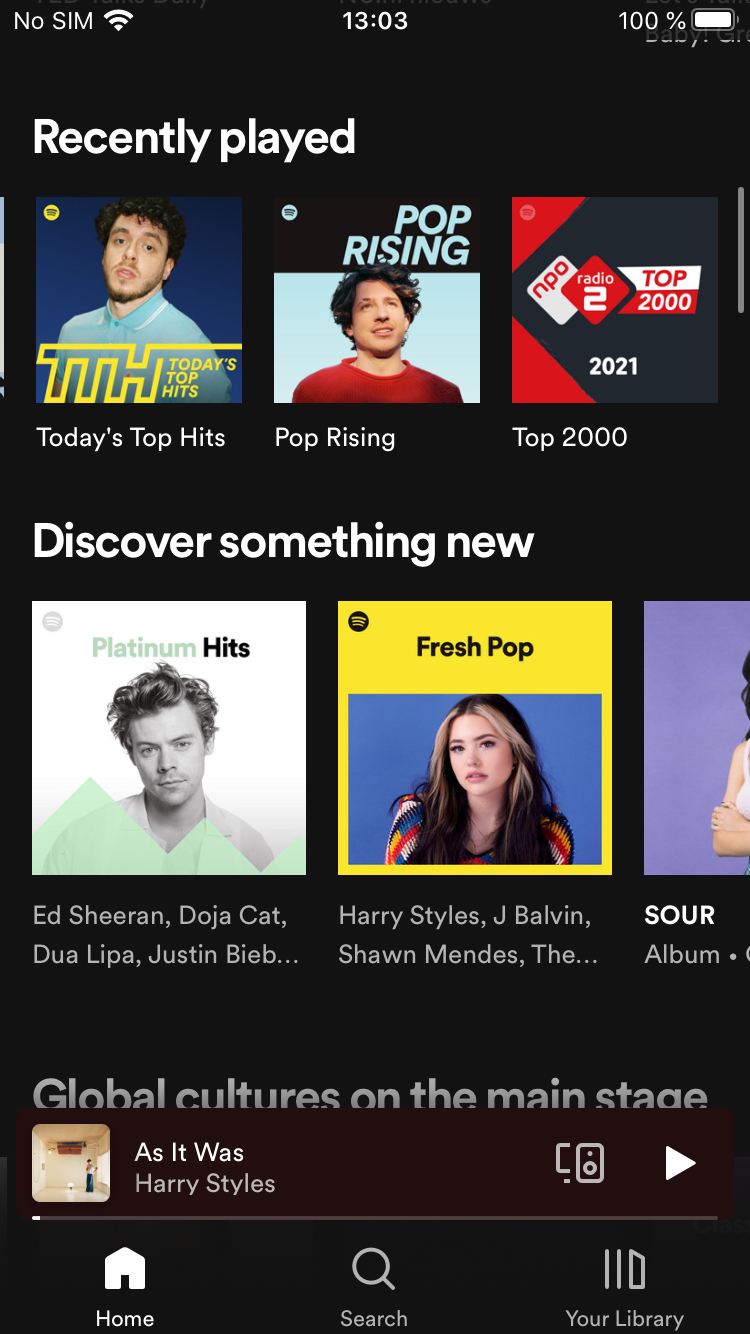 No SIM 13:03 100 %
Recently played
POP
RISING
TTH TODAY'S
TOP
HITS
npo radio 2 TOP
2000
2021
Today's Top Hits Pop Rising Top 2000
Discover something new
Platinum Hits Fresh Pop
Ed Sheeran, Doja Cat, Harry Styles, J Balvin, SOUR
Dua Lipa, Justin Bieb... Shawn Mendes, The... Album •
Global cultures on the main stage
As It Was
Harry Styles
Home Search Your Library